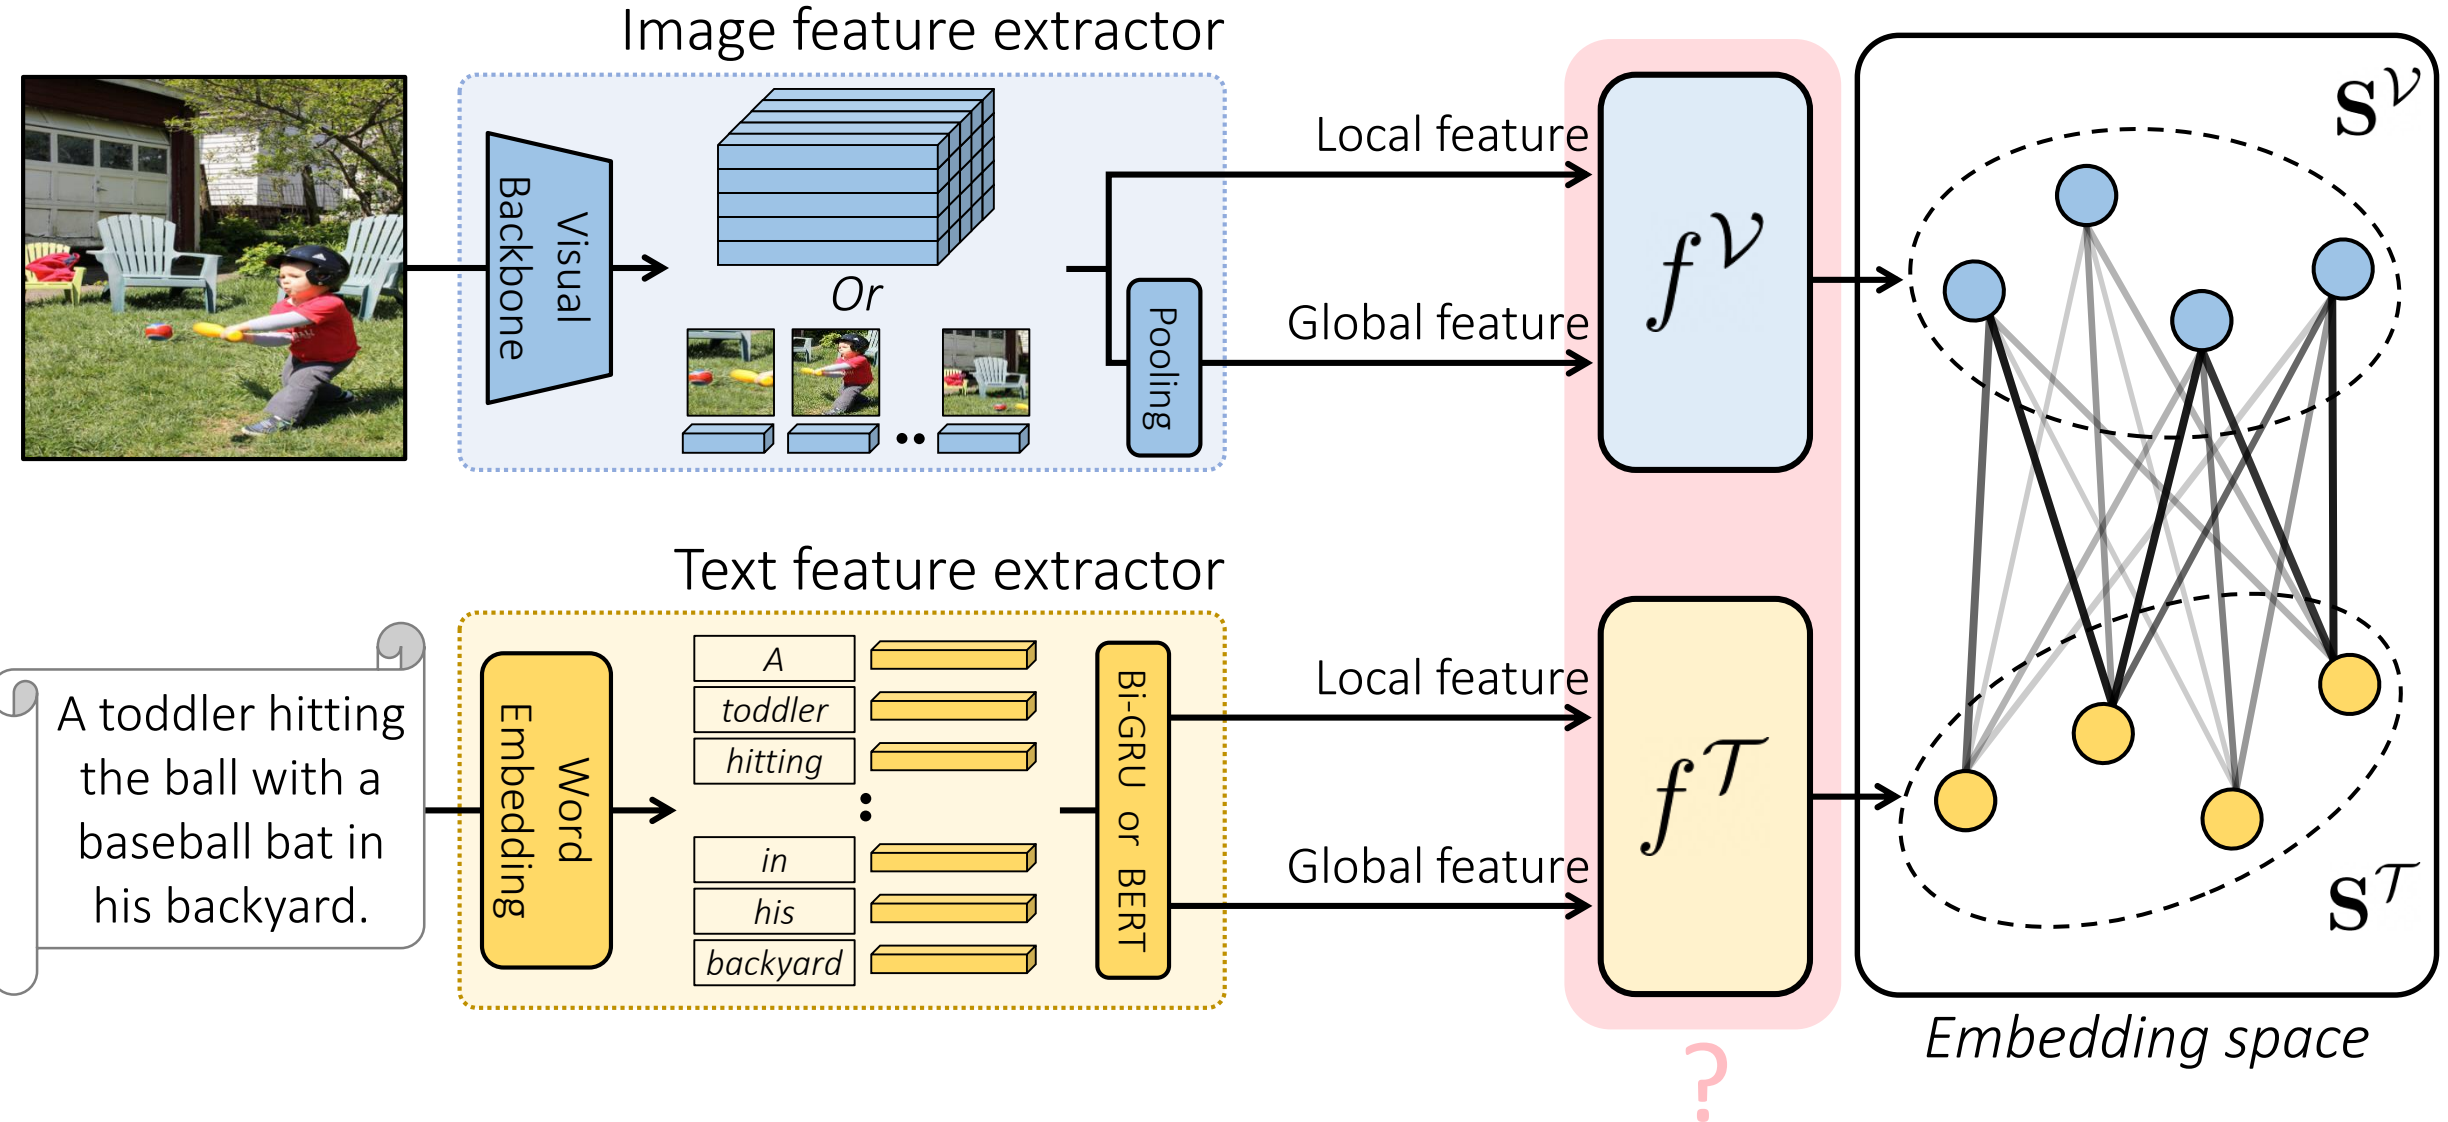 Image feature extractor
Visual
Backbone
Or
Pooling
Local feature
Global feature
f^𝒱
S^𝒱
Text feature extractor
A toddler hitting
the ball with a
baseball bat in
his backyard.
Word
Embedding
A
toddler
hitting
in
his
backyard
Bi-GRU or BERT
Local feature
Global feature
f^𝒯
S^𝒯
Embedding space
?